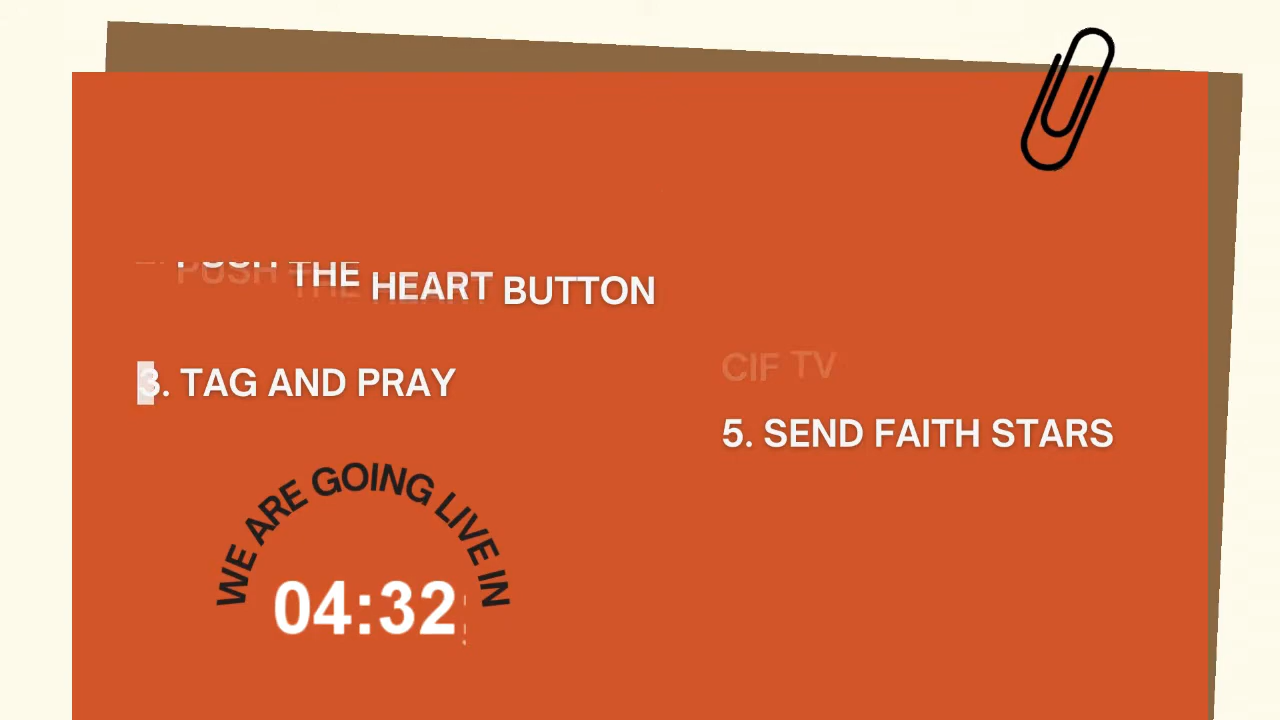 PUSH THE HEART BUTTON
3. TAG AND PRAY
CIF TV
5. SEND FAITH STARS
WE ARE GOING LIVE IN
04:32